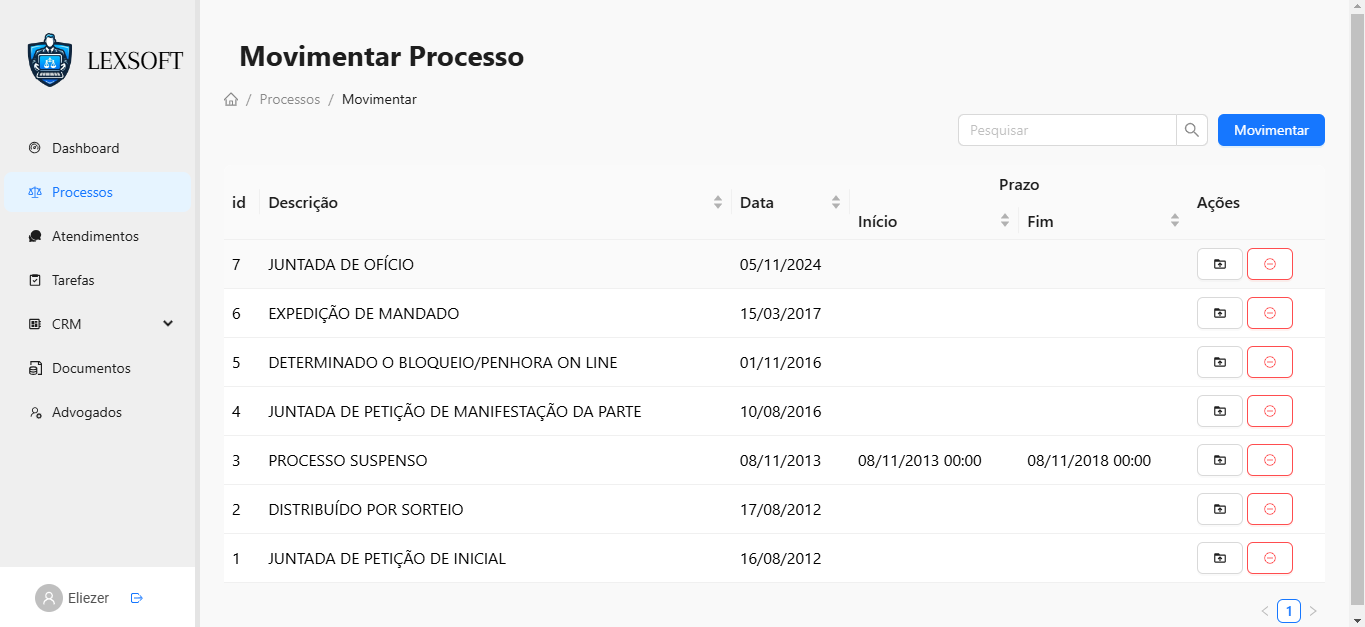 LEXSOFT
Dashboard
Processos
Atendimentos
Tarefas
CRM
Documentos
Advogados
Eliezer
Movimentar Processo
/ Processos / Movimentar
Pesquisar
Movimentar
id Descrição Data Prazo Ações
Início Fim
7 JUNTADA DE OFÍCIO 05/11/2024
6 EXPEDIÇÃO DE MANDADO 15/03/2017
5 DETERMINADO O BLOQUEIO/PENHORA ON LINE 01/11/2016
4 JUNTADA DE PETIÇÃO DE MANIFESTAÇÃO DA PARTE 10/08/2016
3 PROCESSO SUSPENSO 08/11/2013 08/11/2013 00:00 08/11/2018 00:00
2 DISTRIBUÍDO POR SORTEIO 17/08/2012
1 JUNTADA DE PETIÇÃO DE INICIAL 16/08/2012
< 1 >